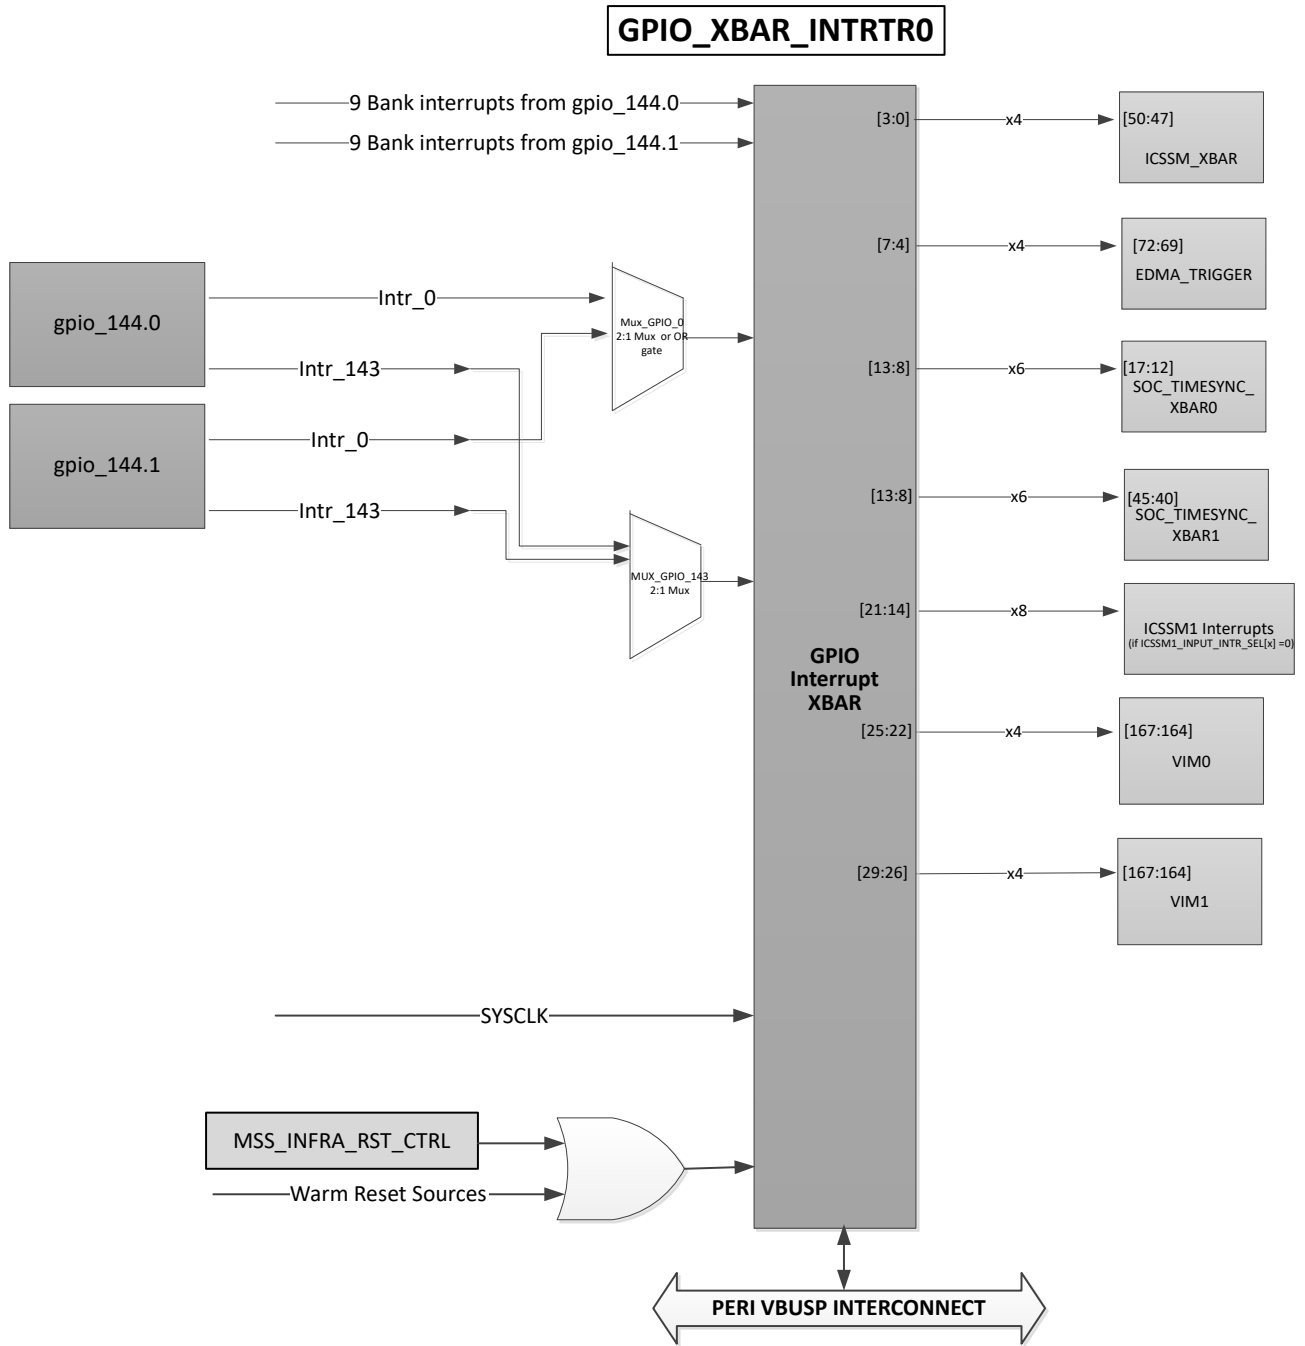 GPIO_XBAR_INTRTR0
9 Bank interrupts from gpio_144.0
9 Bank interrupts from gpio_144.1
[3:0]
x4
[50:47]
ICSSM_XBAR
[7:4]
x4
[72:69]
EDMA_TRIGGER
gpio_144.0
Intr_0
Intr_143
gpio_144.1
Intr_0
Intr_143
Mux_GPIO_0
2:1 Mux or OR
gate
[13:8]
x6
[17:12]
SOC_TIMESYNC_
XBAR0
[13:8]
x6
[45:40]
SOC_TIMESYNC_
XBAR1
MUX_GPIO_143
2:1 Mux
[21:14]
x8
ICSSM1 Interrupts
(if ICSSM1_INPUT_INTR_SEL[x] =0)
GPIO
Interrupt
XBAR
[25:22]
x4
[167:164]
VIM0
[29:26]
x4
[167:164]
VIM1
SYSCLK
MSS_INFRA_RST_CTRL
Warm Reset Sources
PERI VBUSP INTERCONNECT